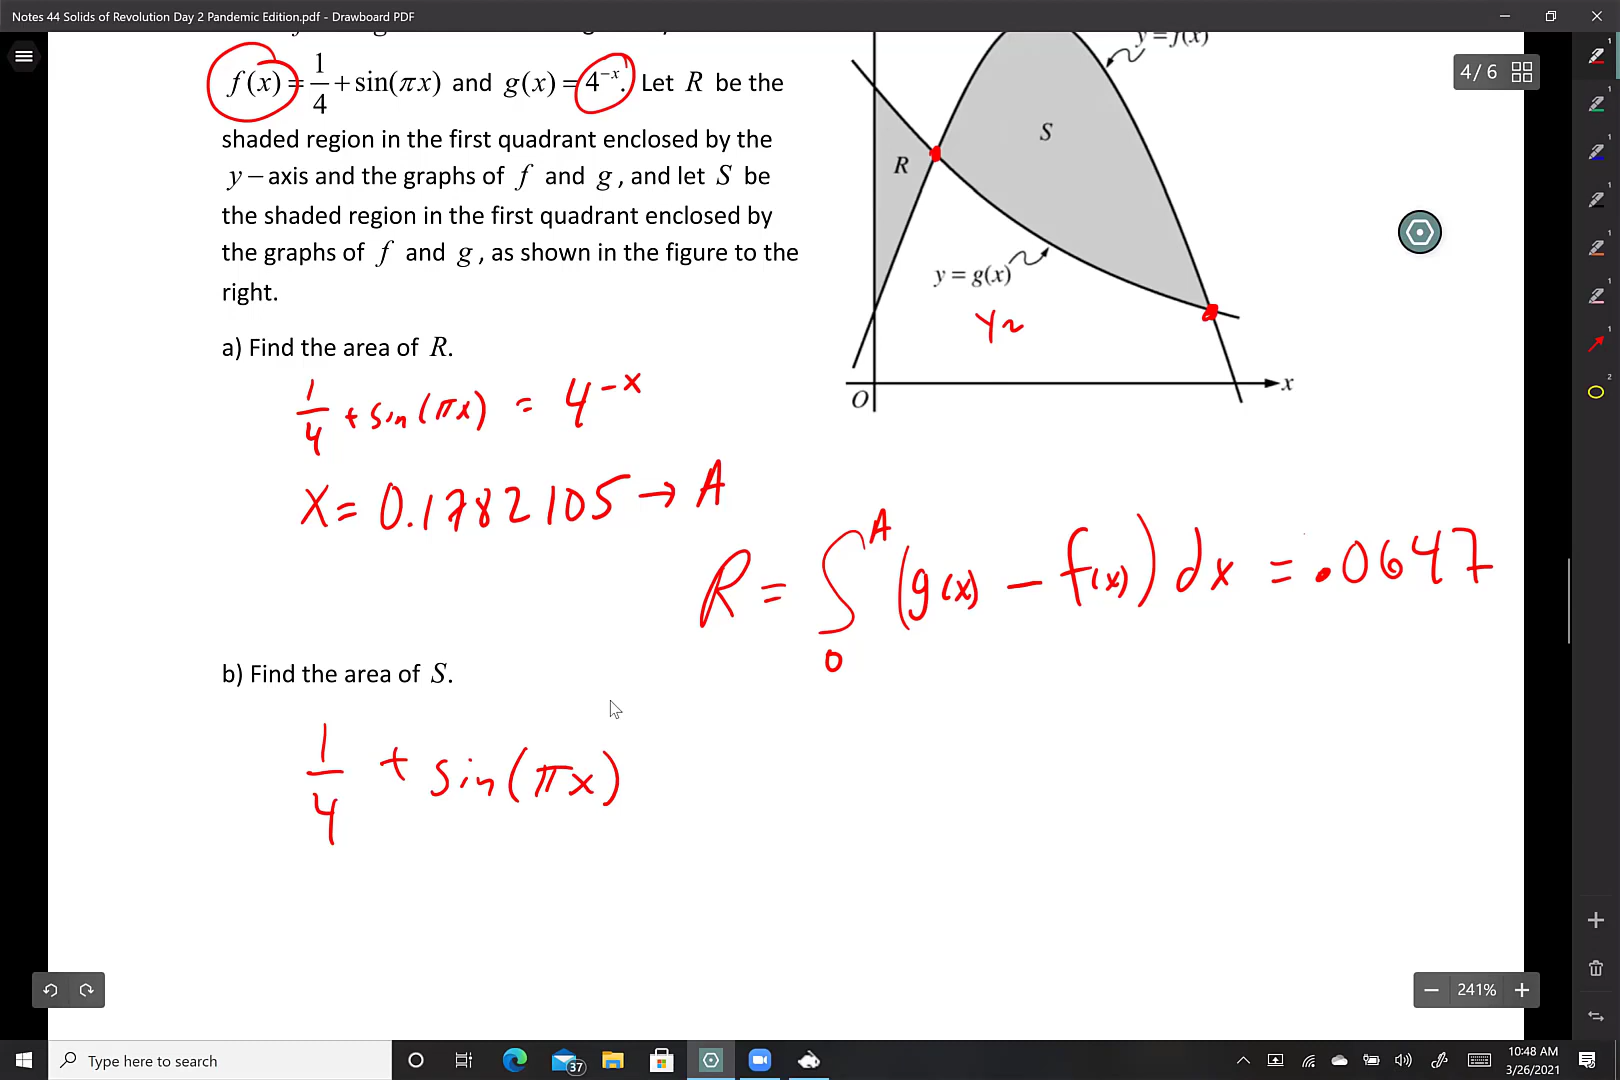 Notes 44 Solids of Revolution Day 2 Pandemic Edition.pdf - Drawboard PDF
4 / 6
f(x) = 1/4 + sin(πx) and g(x) = 4^{-x}. Let R be the
shaded region in the first quadrant enclosed by the
y – axis and the graphs of f and g, and let S be
the shaded region in the first quadrant enclosed by
the graphs of f and g, as shown in the figure to the
right.
y = f(x)
S
R
y = g(x)
y~
O
x
a) Find the area of R.
1/4 + sin(πx) = 4^{-x}
X = 0.1782105 → A
R = ∫_0^A (g(x) − f(x)) dx = .0647
b) Find the area of S.
1/4 + sin(πx)
241%
Type here to search
37
10:48 AM
3/26/2021